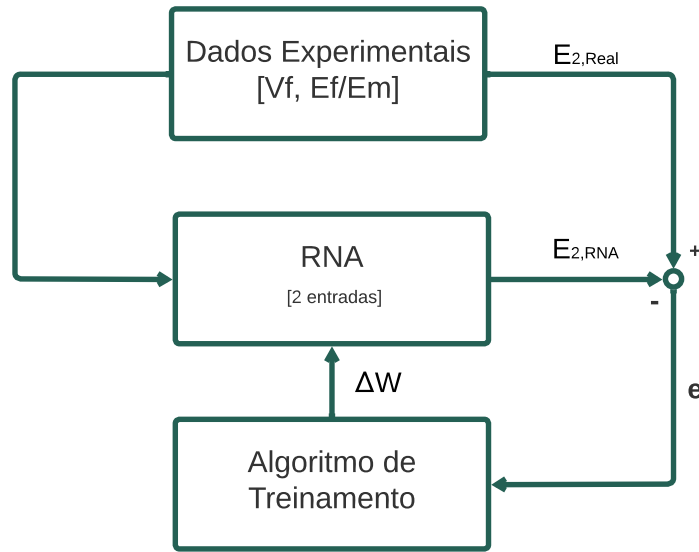 Dados Experimentais
[Vf, Ef/Em]
E2,Real
RNA
[2 entradas]
E2,RNA
+
-
ΔW
e
Algoritmo de
Treinamento